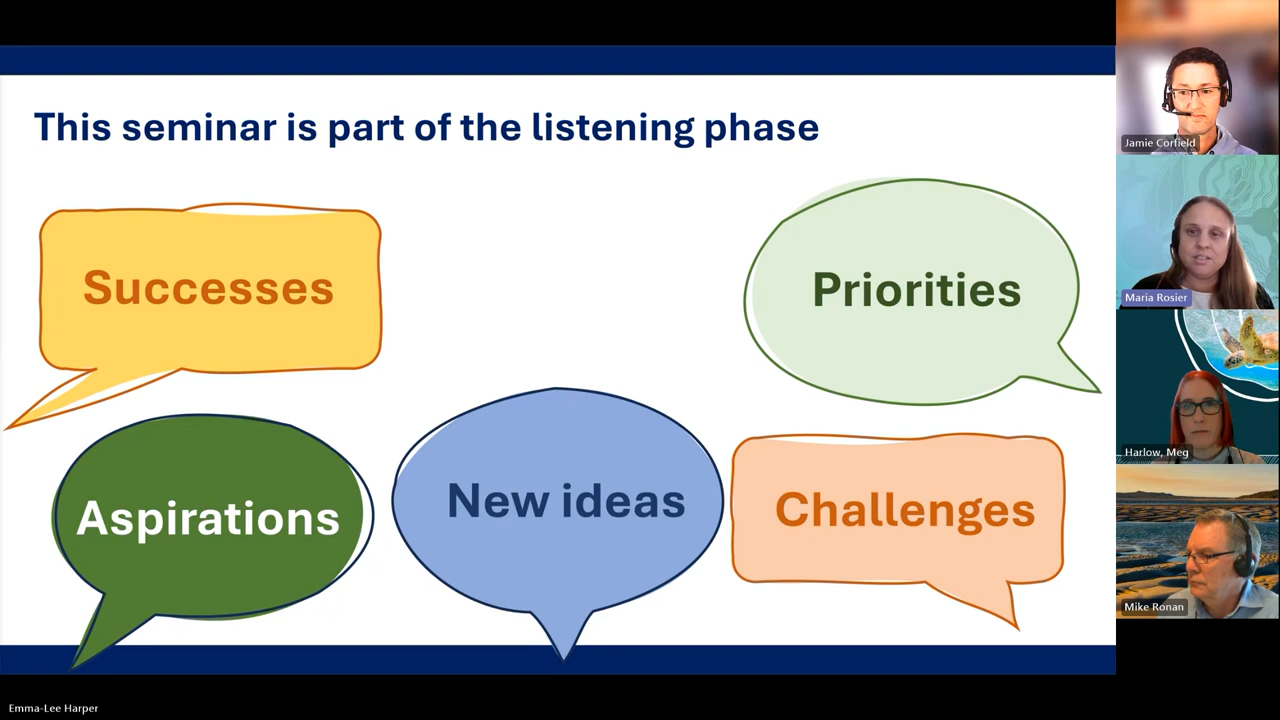 This seminar is part of the listening phase
Successes
Priorities
Aspirations
New ideas
Challenges
Jamie Corfield
Maria Rosier
Harlow, Meg
Mike Ronan
Emma-Lee Harper